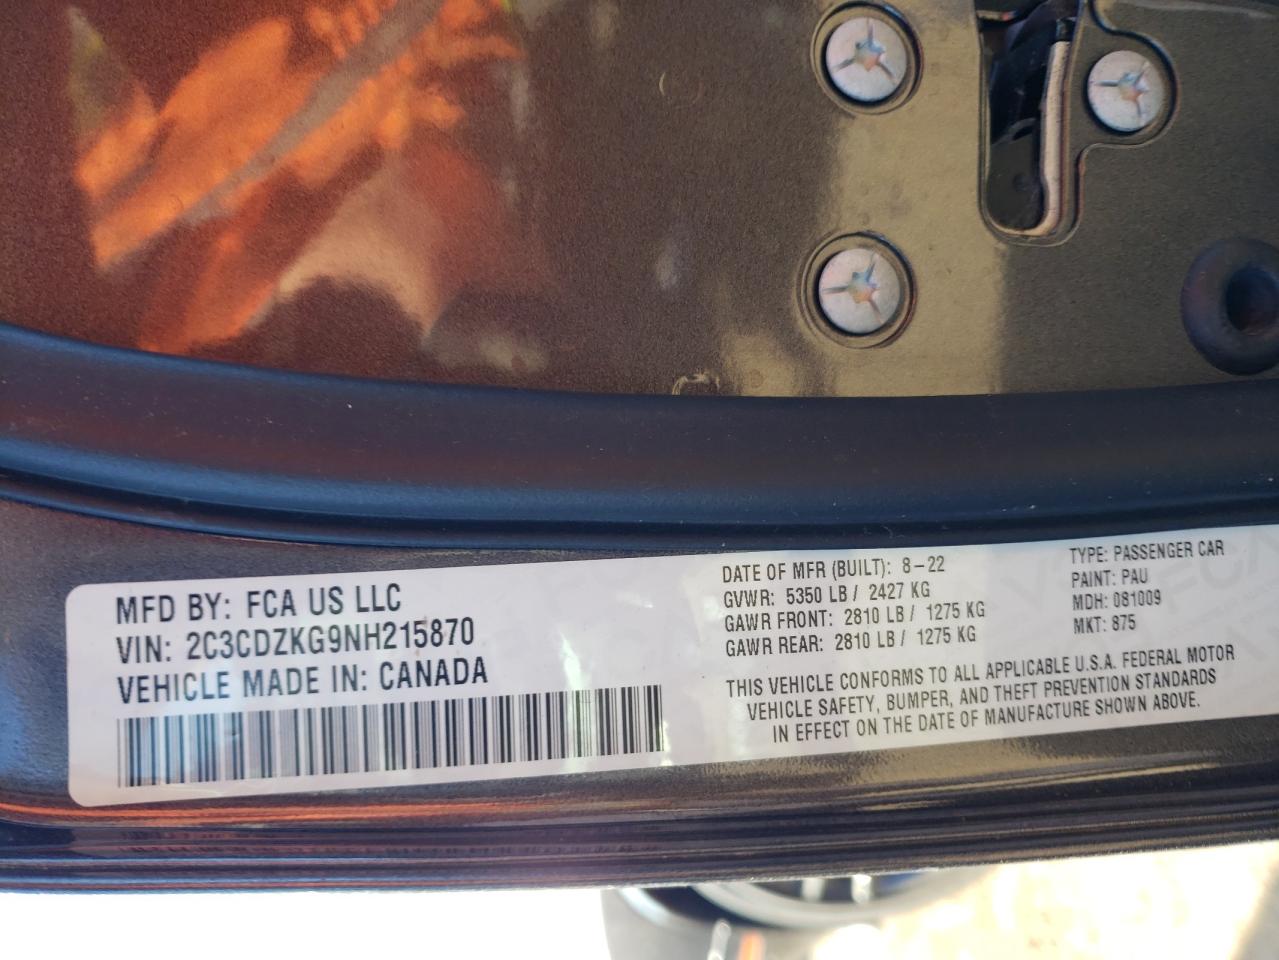 MFD BY: FCA US LLC
VIN: 2C3CDZKG9NH215870
VEHICLE MADE IN: CANADA
DATE OF MFR (BUILT): 8-22
GVWR: 5350 LB / 2427 KG
GAWR FRONT: 2810 LB / 1275 KG
GAWR REAR: 2810 LB / 1275 KG
TYPE: PASSENGER CAR
PAINT: PAU
MDH: 081009
MKT: 875
THIS VEHICLE CONFORMS TO ALL APPLICABLE U.S.A. FEDERAL MOTOR
VEHICLE SAFETY, BUMPER, AND THEFT PREVENTION STANDARDS
IN EFFECT ON THE DATE OF MANUFACTURE SHOWN ABOVE.